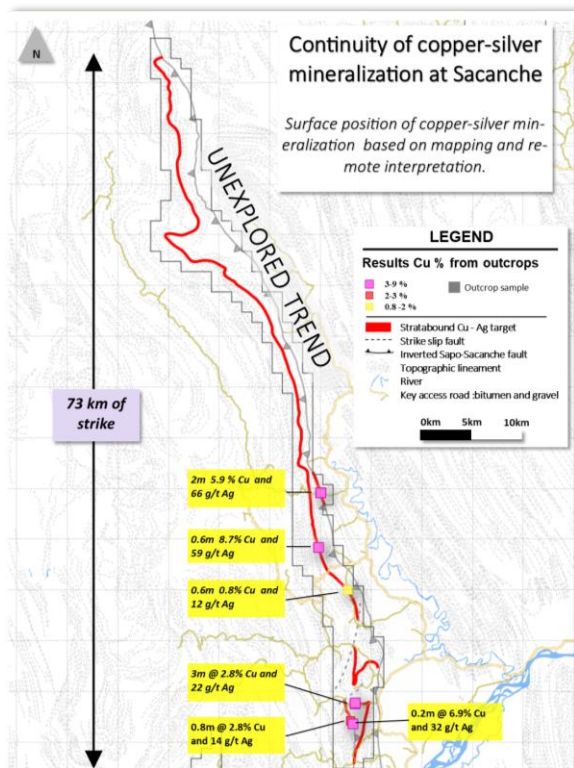 N
Continuity of copper-silver
mineralization at Sacanche
Surface position of copper-silver min-
eralization based on mapping and re-
mote interpretation.
UNEXPLORED TREND
LEGEND
Results Cu % from outcrops
3-9 %
2-3 %
0.8 -2 %
Outcrop sample
Stratabound Cu - Ag target
Strike slip fault
Inverted Sapo-Sacanche fault
Topographic lineament
River
Key access road :bitumen and gravel
0km 5km 10km
73 km of
strike
2m 5.9 % Cu and
66 g/t Ag
0.6m 8.7% Cu and
59 g/t Ag
0.6m 0.8% Cu and
12 g/t Ag
3m @ 2.8% Cu and
22 g/t Ag
0.8m @ 2.8% Cu
and 14 g/t Ag
0.2m @ 6.9% Cu
and 32 g/t Ag